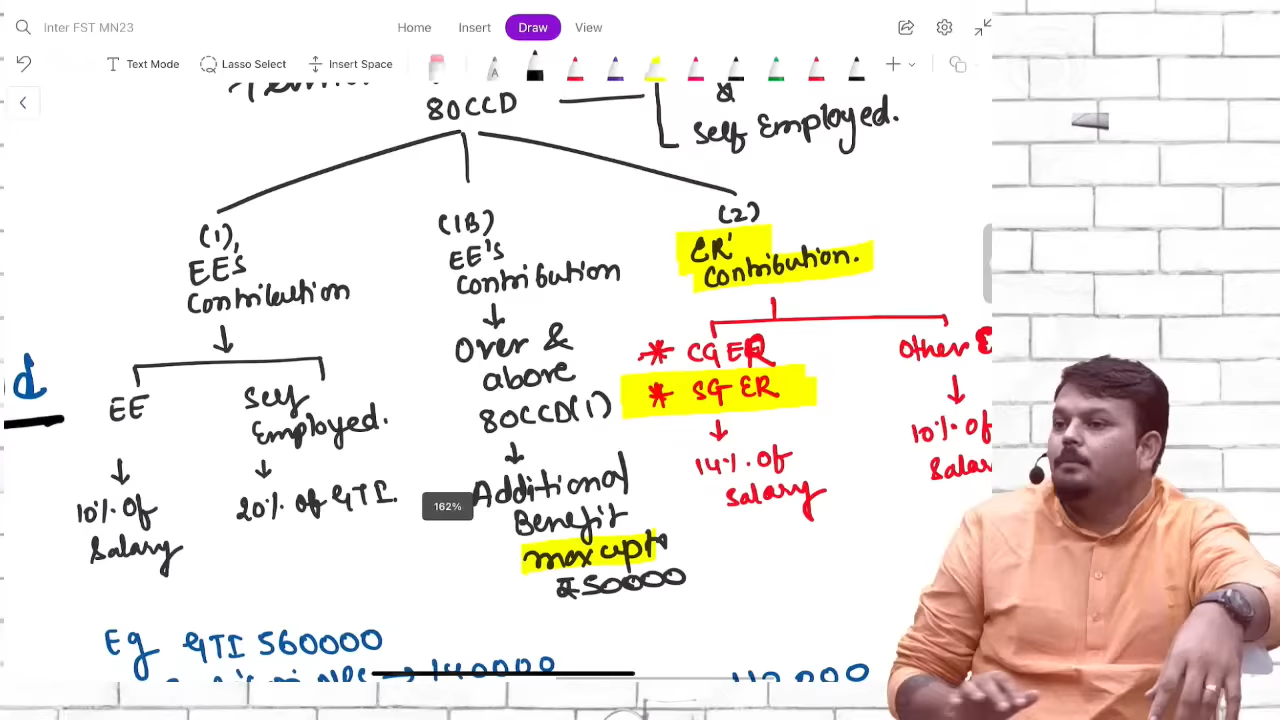 Inter FST MN23
Home Insert Draw View
Text Mode Lasso Select Insert Space
80CCD
&
Self Employed.
(1),
EES
Contribution
(1B)
EE's
Contribution
(2)
ER'
Contribution.
EE
Self
Employed.
10% Of
Salary
20% of GTI.
Over &
above
80CCD(1)
Additional
Benefit
max upto
₹50000
* CG ER
* SG ER
14% Of
Salary
Other
10% Of
Eg GTI 560000
140000
162%
d